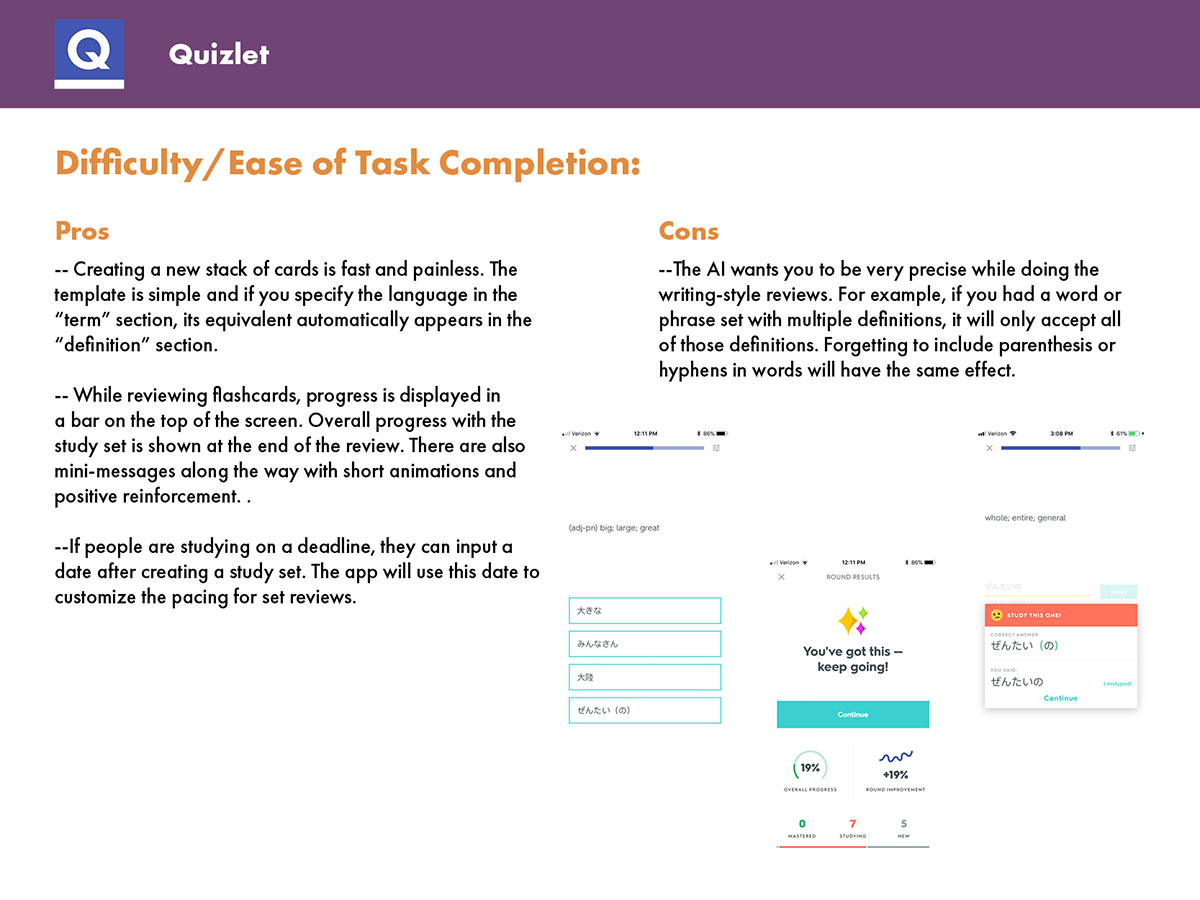 Q
Quizlet
Difficulty/Ease of Task Completion:
Pros
-- Creating a new stack of cards is fast and painless. The
template is simple and if you specify the language in the
“term” section, its equivalent automatically appears in the
“definition” section.
-- While reviewing flashcards, progress is displayed in
a bar on the top of the screen. Overall progress with the
study set is shown at the end of the review. There are also
mini-messages along the way with short animations and
positive reinforcement. .
--If people are studying on a deadline, they can input a
date after creating a study set. The app will use this date to
customize the pacing for set reviews.
Cons
--The AI wants you to be very precise while doing the
writing-style reviews. For example, if you had a word or
phrase set with multiple definitions, it will only accept all
of those definitions. Forgetting to include parenthesis or
hyphens in words will have the same effect.
Verizon 12:11 PM 86%
(adj-pn) big; large; great
大きな
みんなさん
大陸
ぜんたい（の）
Verizon 12:11 PM 86%
ROUND RESULTS
You've got this —
keep going!
Continue
19% +19%
OVERALL PROGRESS ROUND IMPROVEMENT
0 7 5
MASTERED STUDYING NEW
Verizon 3:08 PM 61%
whole; entire; general
ぜんたいの
STUDY THIS ONE!
CORRECT ANSWER:
ぜんたい（の）
YOU SAID:
ぜんたいの I mistyped!
Continue